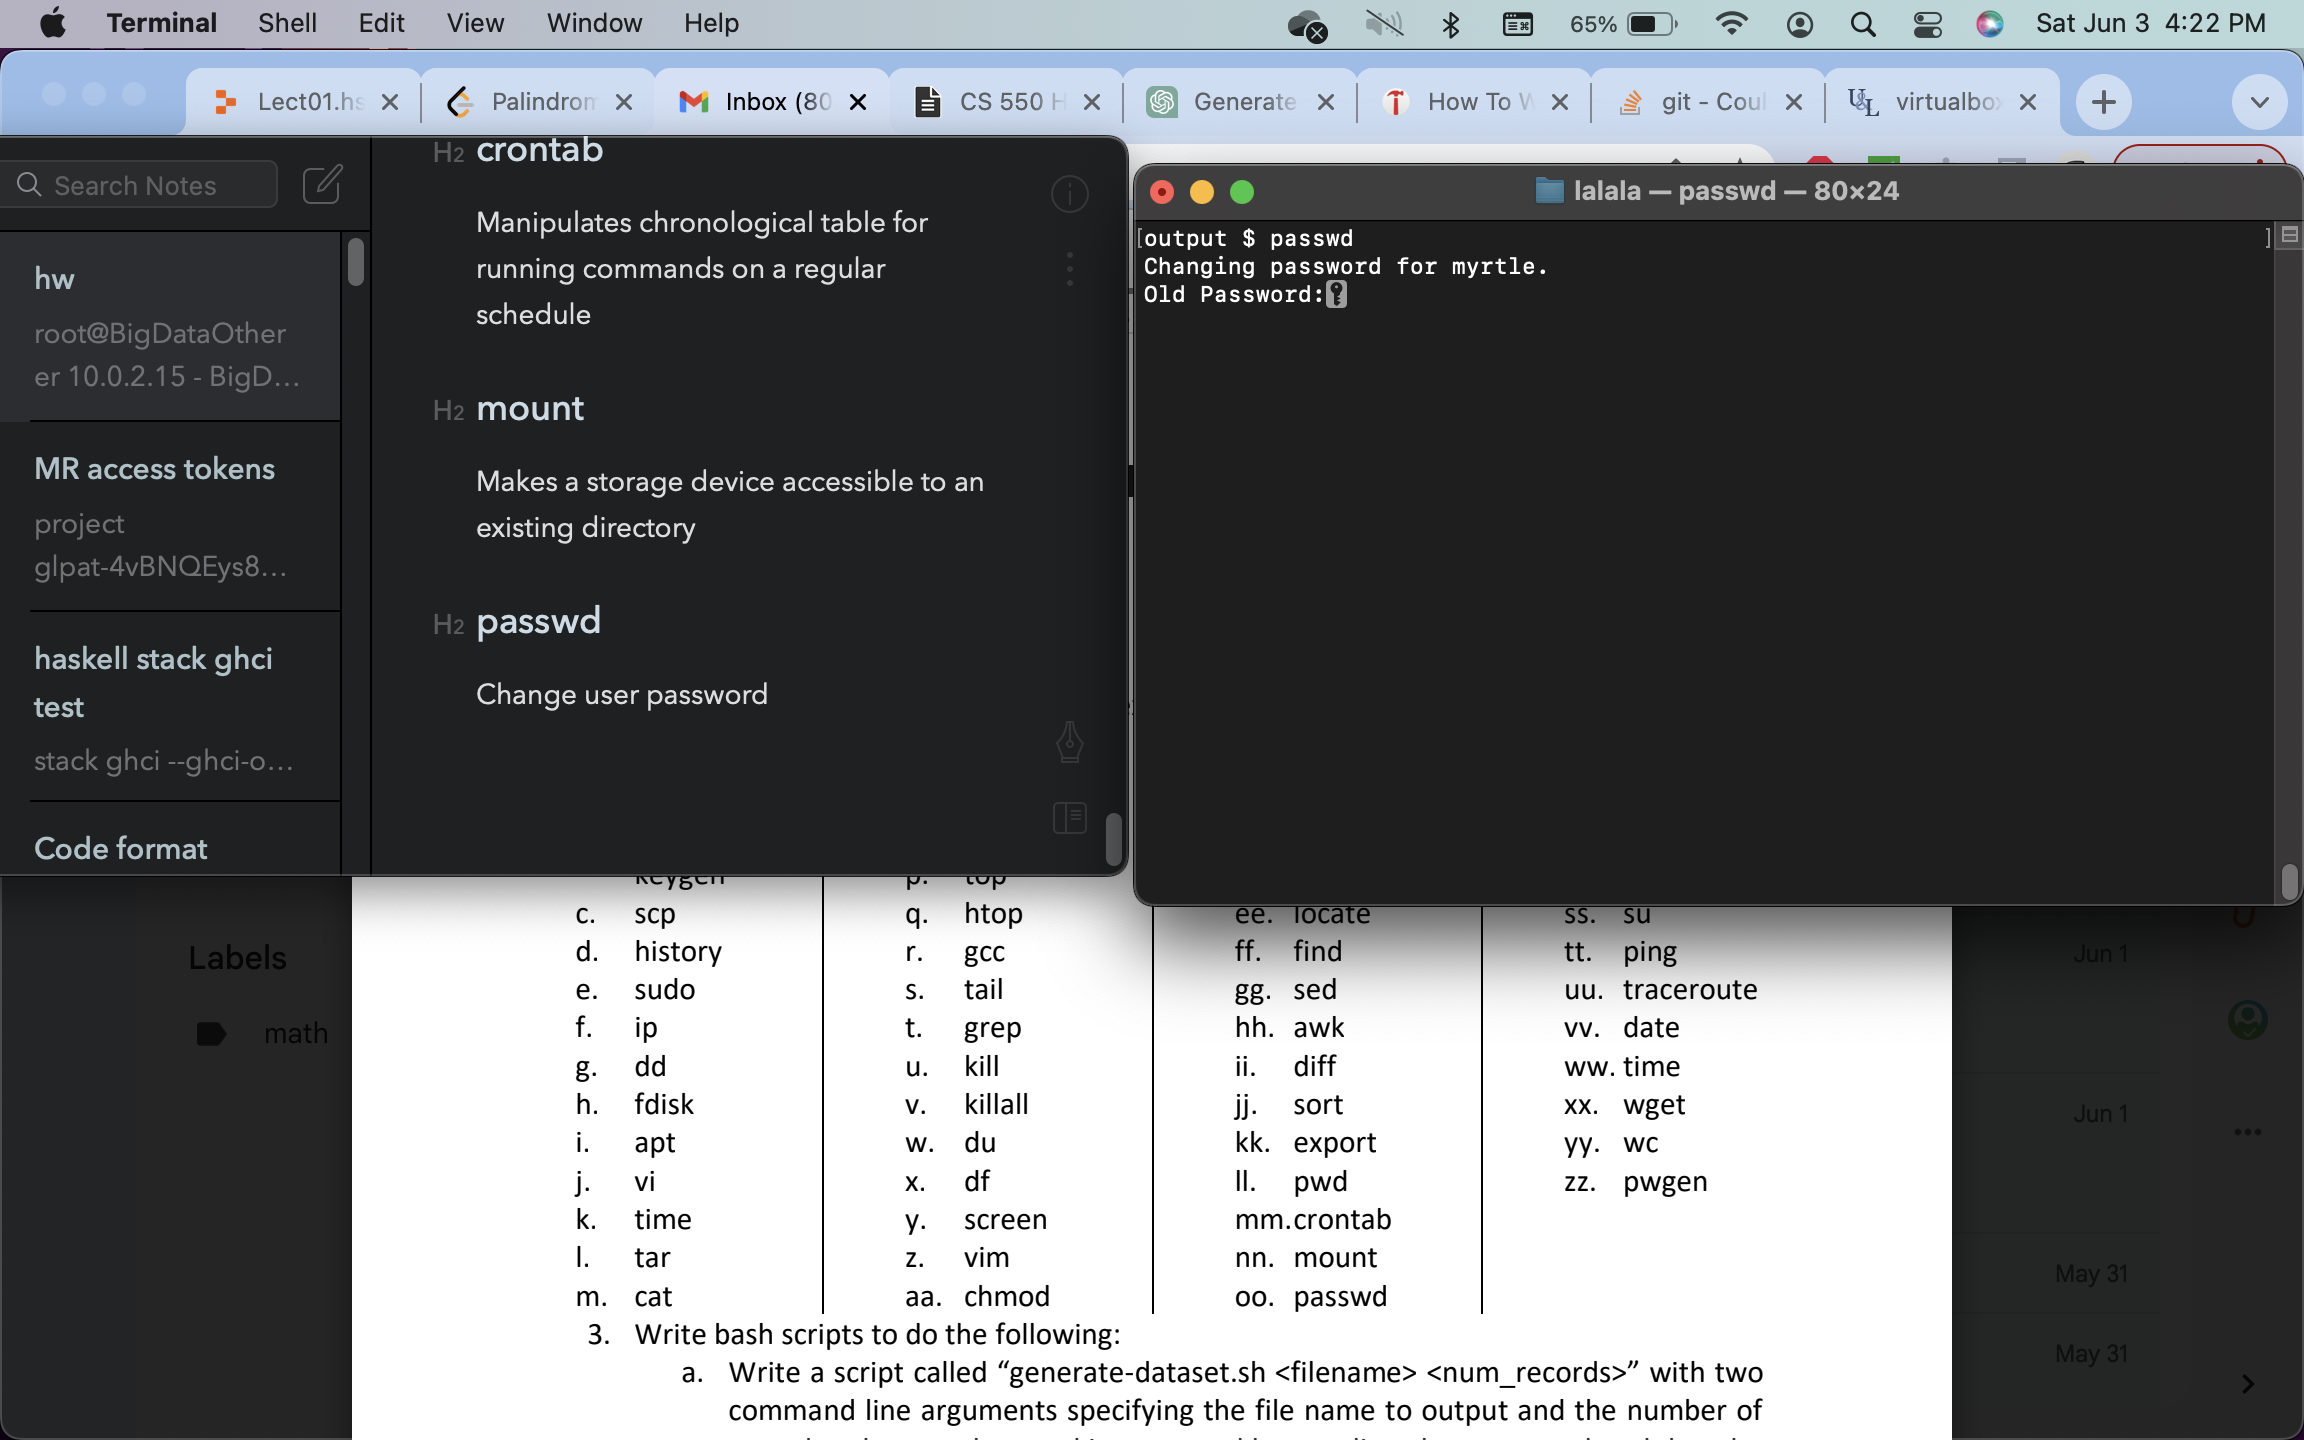 Terminal Shell Edit View Window Help 65% Sat Jun 3 4:22 PM
Lect01.hs Palindrom Inbox (80 CS 550 H Generate How To W git - Coul virtualbox
Search Notes
hw
root@BigDataOther
er 10.0.2.15 - BigD...
MR access tokens
project
glpat-4vBNQEys8...
haskell stack ghci
test
stack ghci --ghci-o...
Code format
H2 crontab
Manipulates chronological table for
running commands on a regular
schedule
H2 mount
Makes a storage device accessible to an
existing directory
H2 passwd
Change user password
lalala — passwd — 80×24
[output $ passwd ]
Changing password for myrtle.
Old Password:
Labels
math
keygen
c. scp
d. history
e. sudo
f. ip
g. dd
h. fdisk
i. apt
j. vi
k. time
l. tar
m. cat
p. top
q. htop
r. gcc
s. tail
t. grep
u. kill
v. killall
w. du
x. df
y. screen
z. vim
aa. chmod
ee. locate
ff. find
gg. sed
hh. awk
ii. diff
jj. sort
kk. export
ll. pwd
mm. crontab
nn. mount
oo. passwd
ss. su
tt. ping
uu. traceroute
vv. date
ww. time
xx. wget
yy. wc
zz. pwgen
3. Write bash scripts to do the following:
a. Write a script called “generate-dataset.sh <filename> <num_records>” with two
command line arguments specifying the file name to output and the number of
Jun 1
Jun 1
May 31
May 31